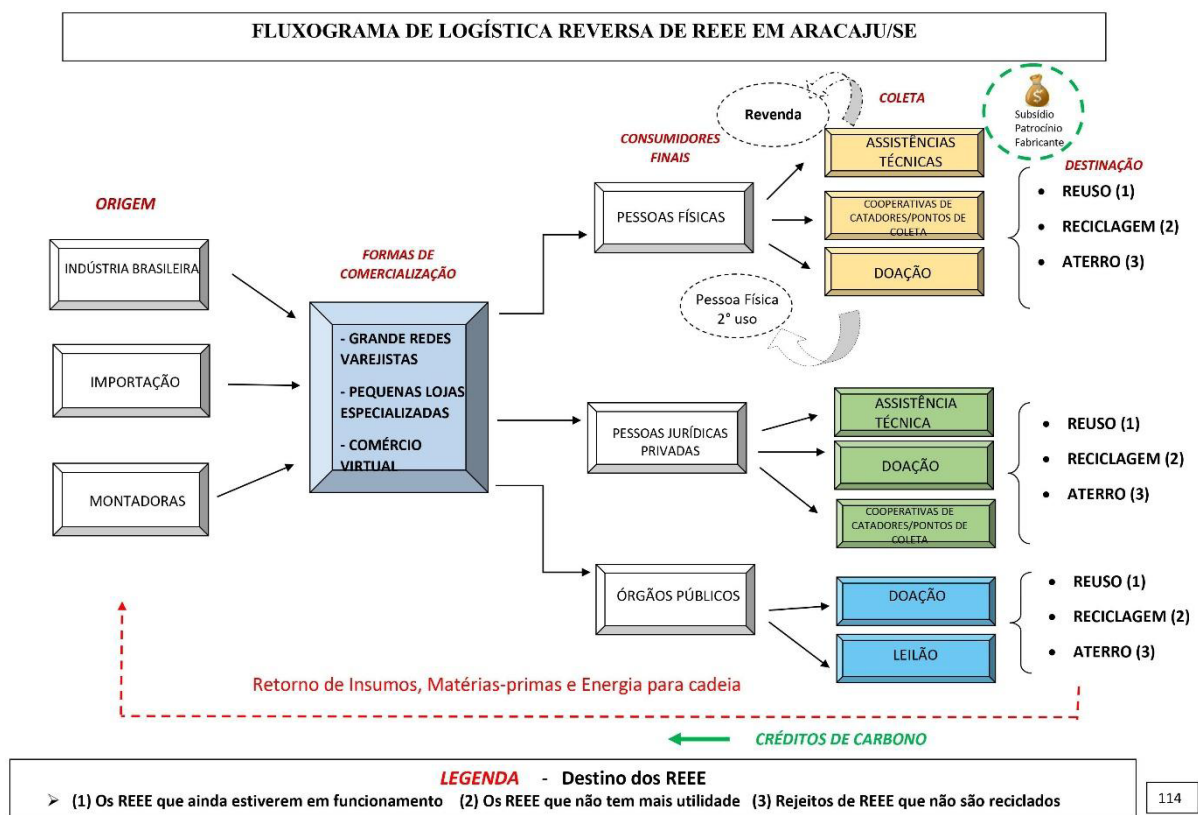 FLUXOGRAMA DE LOGÍSTICA REVERSA DE REEE EM ARACAJU/SE
ORIGEM
INDÚSTRIA BRASILEIRA
IMPORTAÇÃO
MONTADORAS
FORMAS DE
COMERCIALIZAÇÃO
- GRANDE REDES
VAREJISTAS
- PEQUENAS LOJAS
ESPECIALIZADAS
- COMÉRCIO
VIRTUAL
CONSUMIDORES
FINAIS
PESSOAS FÍSICAS
PESSOAS JURÍDICAS
PRIVADAS
ÓRGÃOS PÚBLICOS
Revenda
COLETA
ASSISTÊNCIAS
TÉCNICAS
COOPERATIVAS DE
CATADORES/PONTOS DE
COLETA
DOAÇÃO
Pessoa Física
2° uso
Subsídio
Patrocínio
Fabricante
DESTINAÇÃO
• REUSO (1)
• RECICLAGEM (2)
• ATERRO (3)
ASSISTÊNCIA
TÉCNICA
DOAÇÃO
COOPERATIVAS DE
CATADORES/PONTOS DE
COLETA
• REUSO (1)
• RECICLAGEM (2)
• ATERRO (3)
DOAÇÃO
LEILÃO
• REUSO (1)
• RECICLAGEM (2)
• ATERRO (3)
Retorno de Insumos, Matérias-primas e Energia para cadeia
CRÉDITOS DE CARBONO
LEGENDA - Destino dos REEE
➢ (1) Os REEE que ainda estiverem em funcionamento (2) Os REEE que não tem mais utilidade (3) Rejeitos de REEE que não são reciclados
114